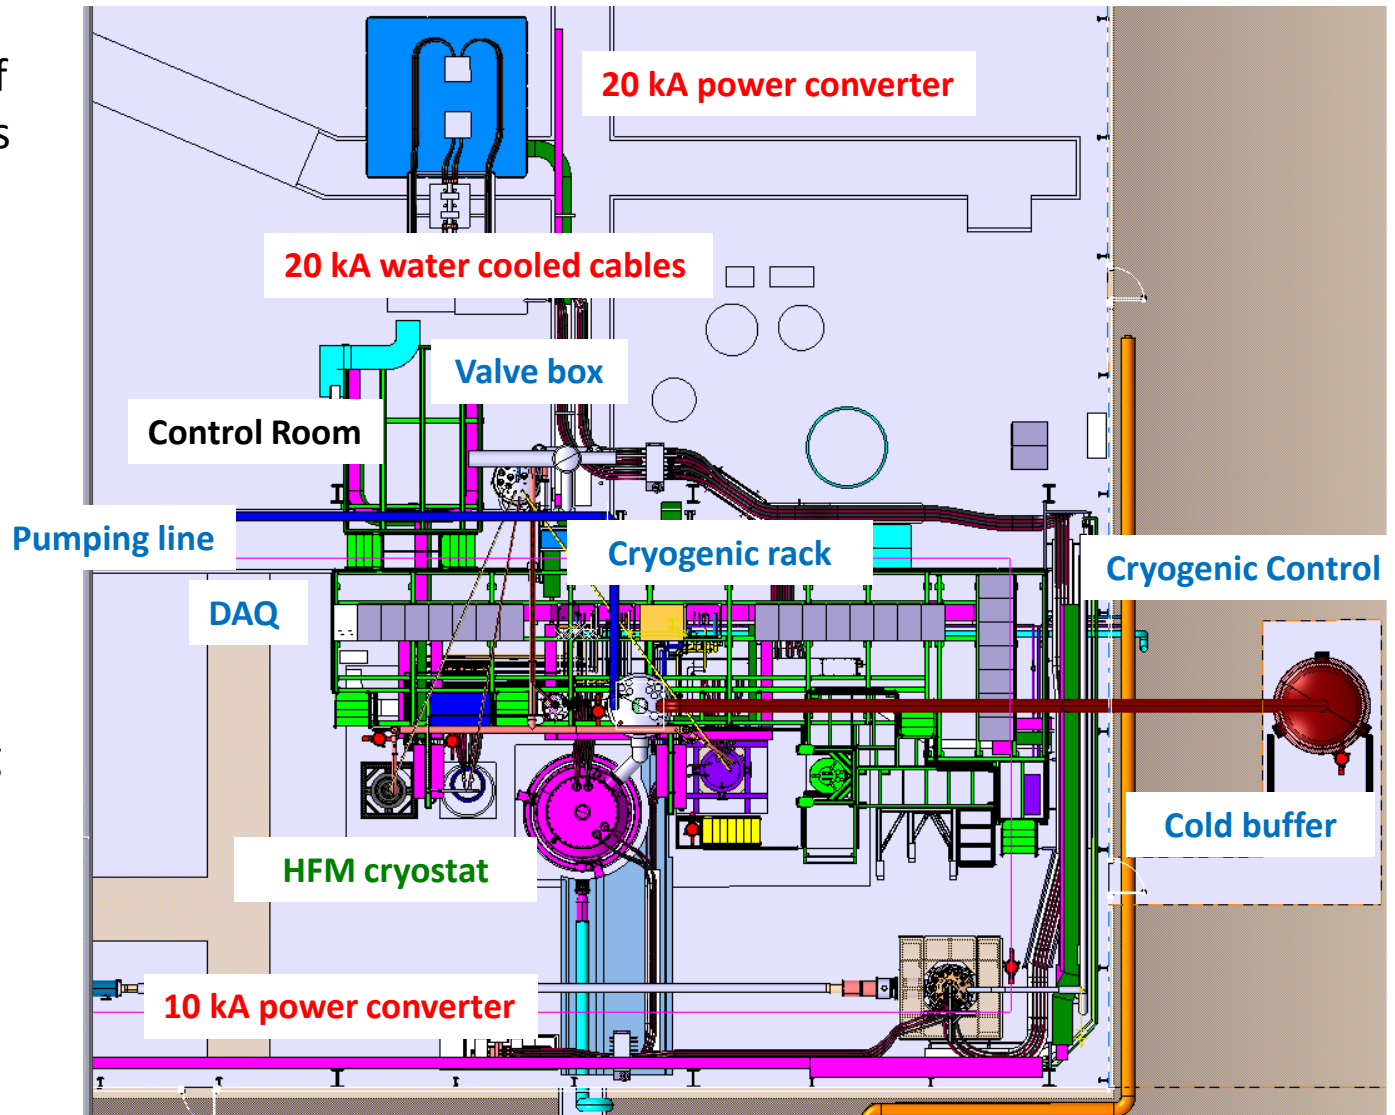 f
20 kA power converter
s
20 kA water cooled cables
Valve box
Control Room
Pumping line
Cryogenic rack
Cryogenic Control
DAQ
Cold buffer
HFM cryostat
10 kA power converter